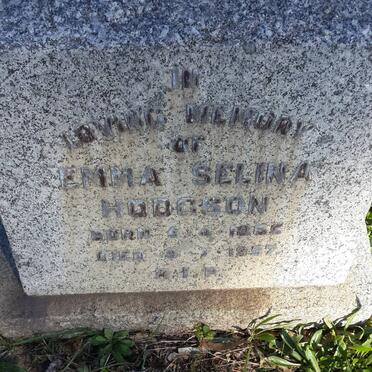 IN
LOVING MEMORY
OF
EMMA SELINA
HODGSON
BORN
DIED
R.I.P.